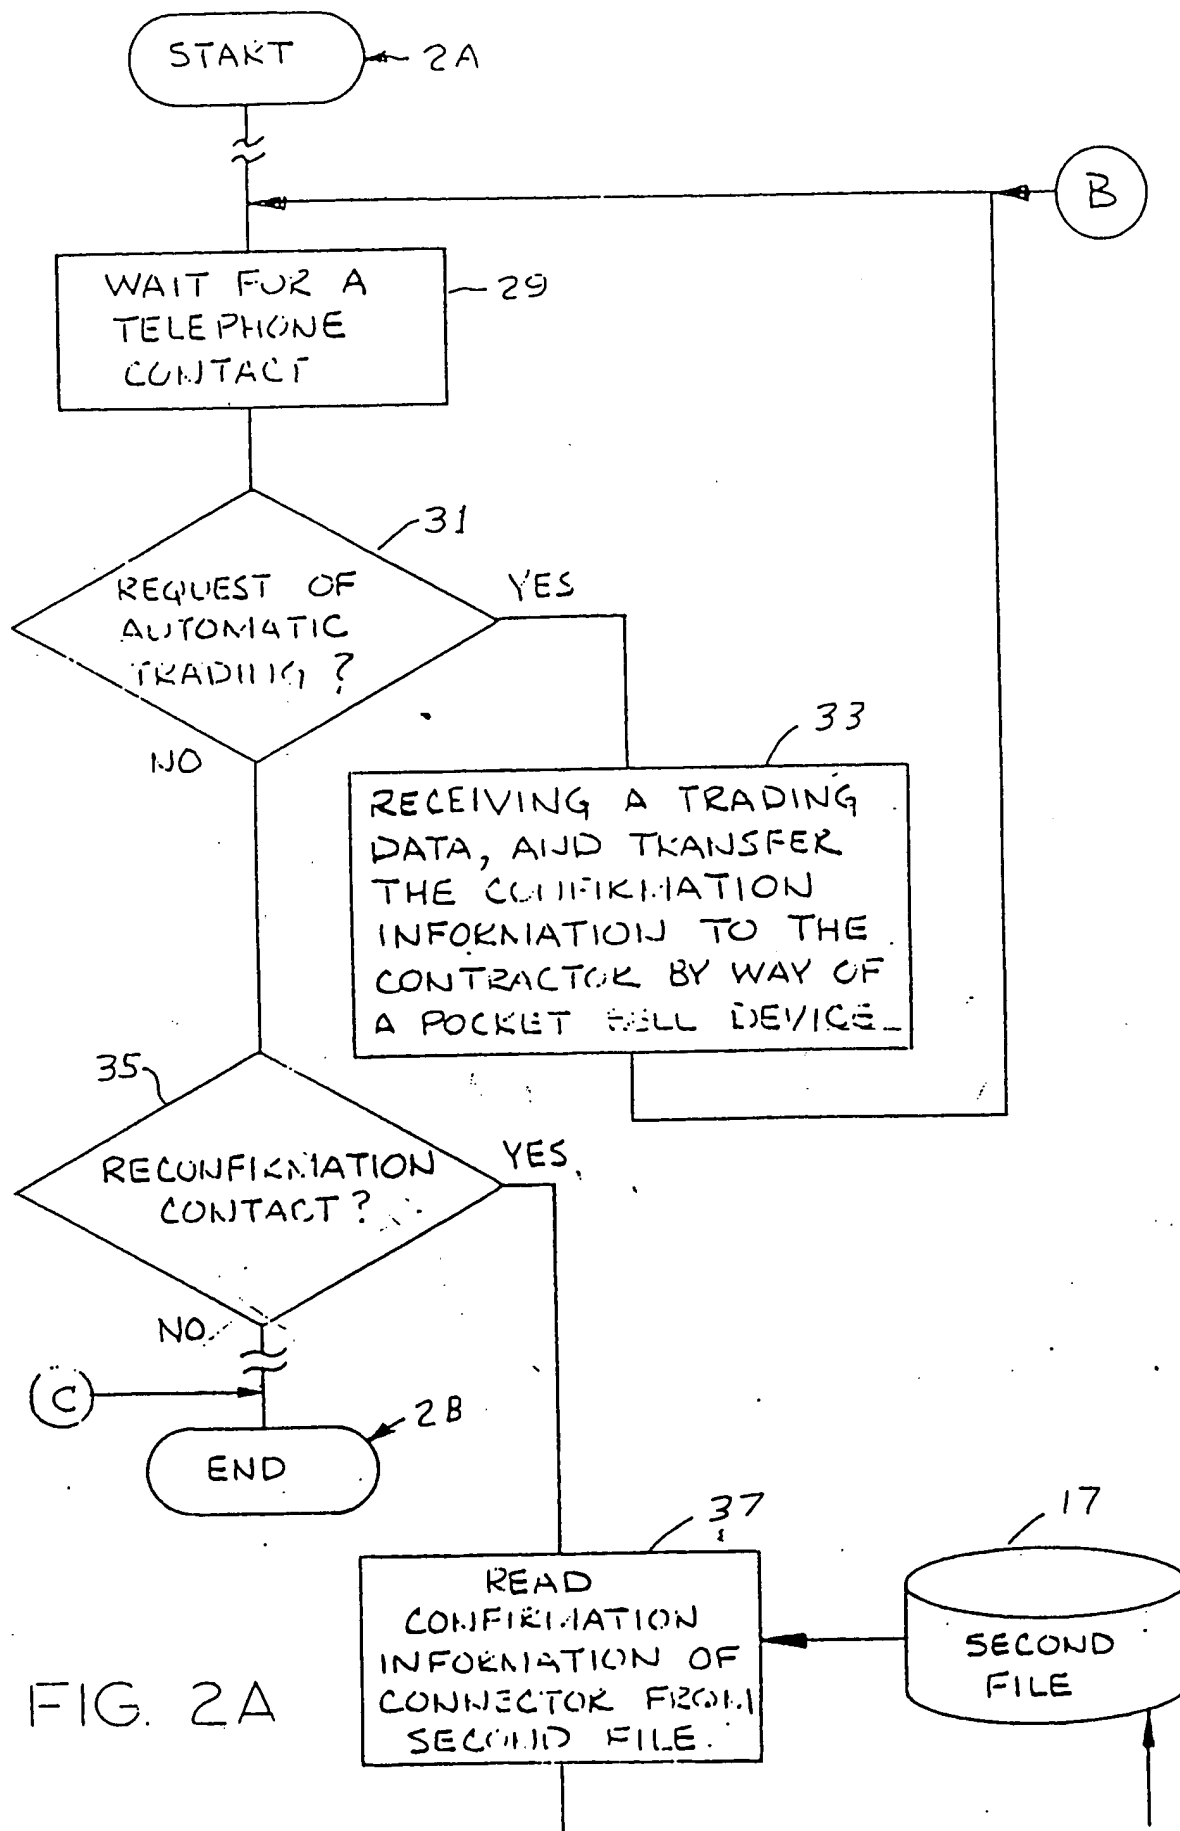 START
2A
B
WAIT FOR A
TELEPHONE
CONTACT
29
31
REQUEST OF
AUTOMATIC
TRADING?
YES
NO
33
RECEIVING A TRADING
DATA, AND TRANSFER
THE CONFIRMATION
INFORMATION TO THE
CONTRACTOR BY WAY OF
A POCKET BELL DEVICE.
35
RECONFIRMATION
CONTACT?
YES
NO
C
2B
END
37
READ
CONFIRMATION
INFORMATION OF
CONNECTOR FROM
SECOND FILE.
17
SECOND
FILE
FIG. 2A